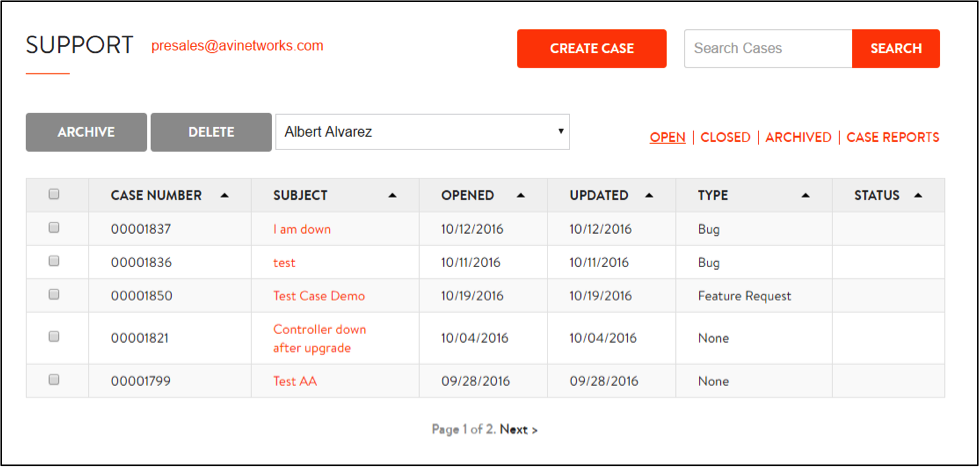 SUPPORT presales@avinetworks.com CREATE CASE Search Cases SEARCH
ARCHIVE DELETE Albert Alvarez OPEN | CLOSED | ARCHIVED | CASE REPORTS
CASE NUMBER SUBJECT OPENED UPDATED TYPE STATUS
00001837 I am down 10/12/2016 10/12/2016 Bug
00001836 test 10/11/2016 10/11/2016 Bug
00001850 Test Case Demo 10/19/2016 10/19/2016 Feature Request
00001821 Controller down after upgrade 10/04/2016 10/04/2016 None
00001799 Test AA 09/28/2016 09/28/2016 None
Page 1 of 2. Next >